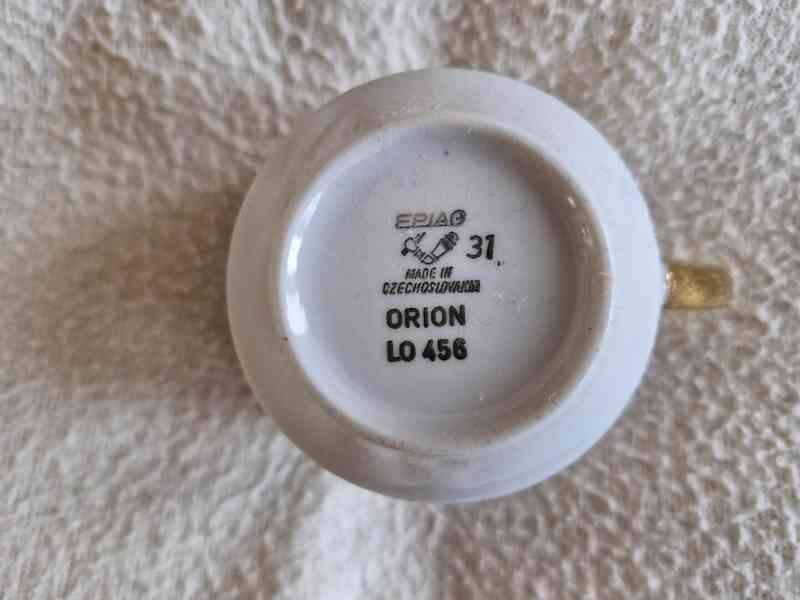 EPIAG
31
MADE IN
CZECHOSLOVAKIA
ORION
LO 456